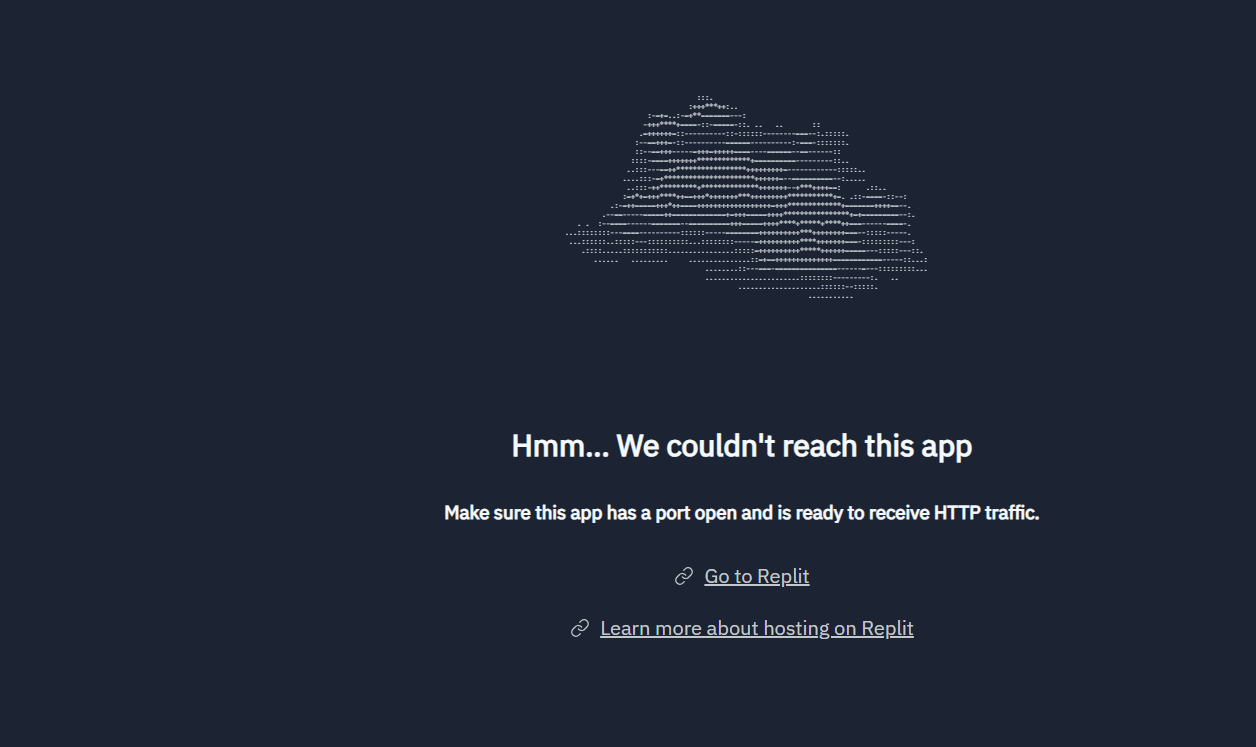 Hmm... We couldn't reach this app
Make sure this app has a port open and is ready to receive HTTP traffic.
Go to Replit
Learn more about hosting on Replit